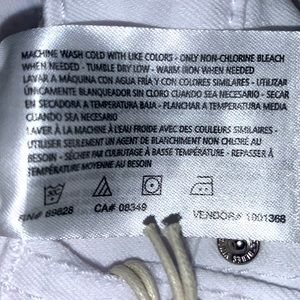 MACHINE WASH COLD WITH LIKE COLORS - ONLY NON-CHLORINE BLEACH
WHEN NEEDED - TUMBLE DRY LOW - WARM IRON WHEN NEEDED
LAVAR A MÁQUINA CON AGUA FRÍA Y CON COLORES SIMILARES - UTILIZAR
ÚNICAMENTE BLANQUEADOR SIN CLORO CUANDO SEA NECESARIO - SECAR
EN SECADORA A TEMPERATURA BAJA - PLANCHAR A TEMPERATURA MEDIA
CUANDO SEA NECESARIO
LAVER À LA MACHINE À L'EAU FROIDE AVEC DES COULEURS SIMILAIRES -
UTILISER SEULEMENT UN AGENT DE BLANCHIMENT NON CHLORÉ AU
BESOIN - SÉCHER PAR CULBUTAGE À BASSE TEMPÉRATURE - REPASSER À
TEMPÉRATURE MOYENNE AU BESOIN
RN# 69828 CA# 08349 VENDOR# 1001368